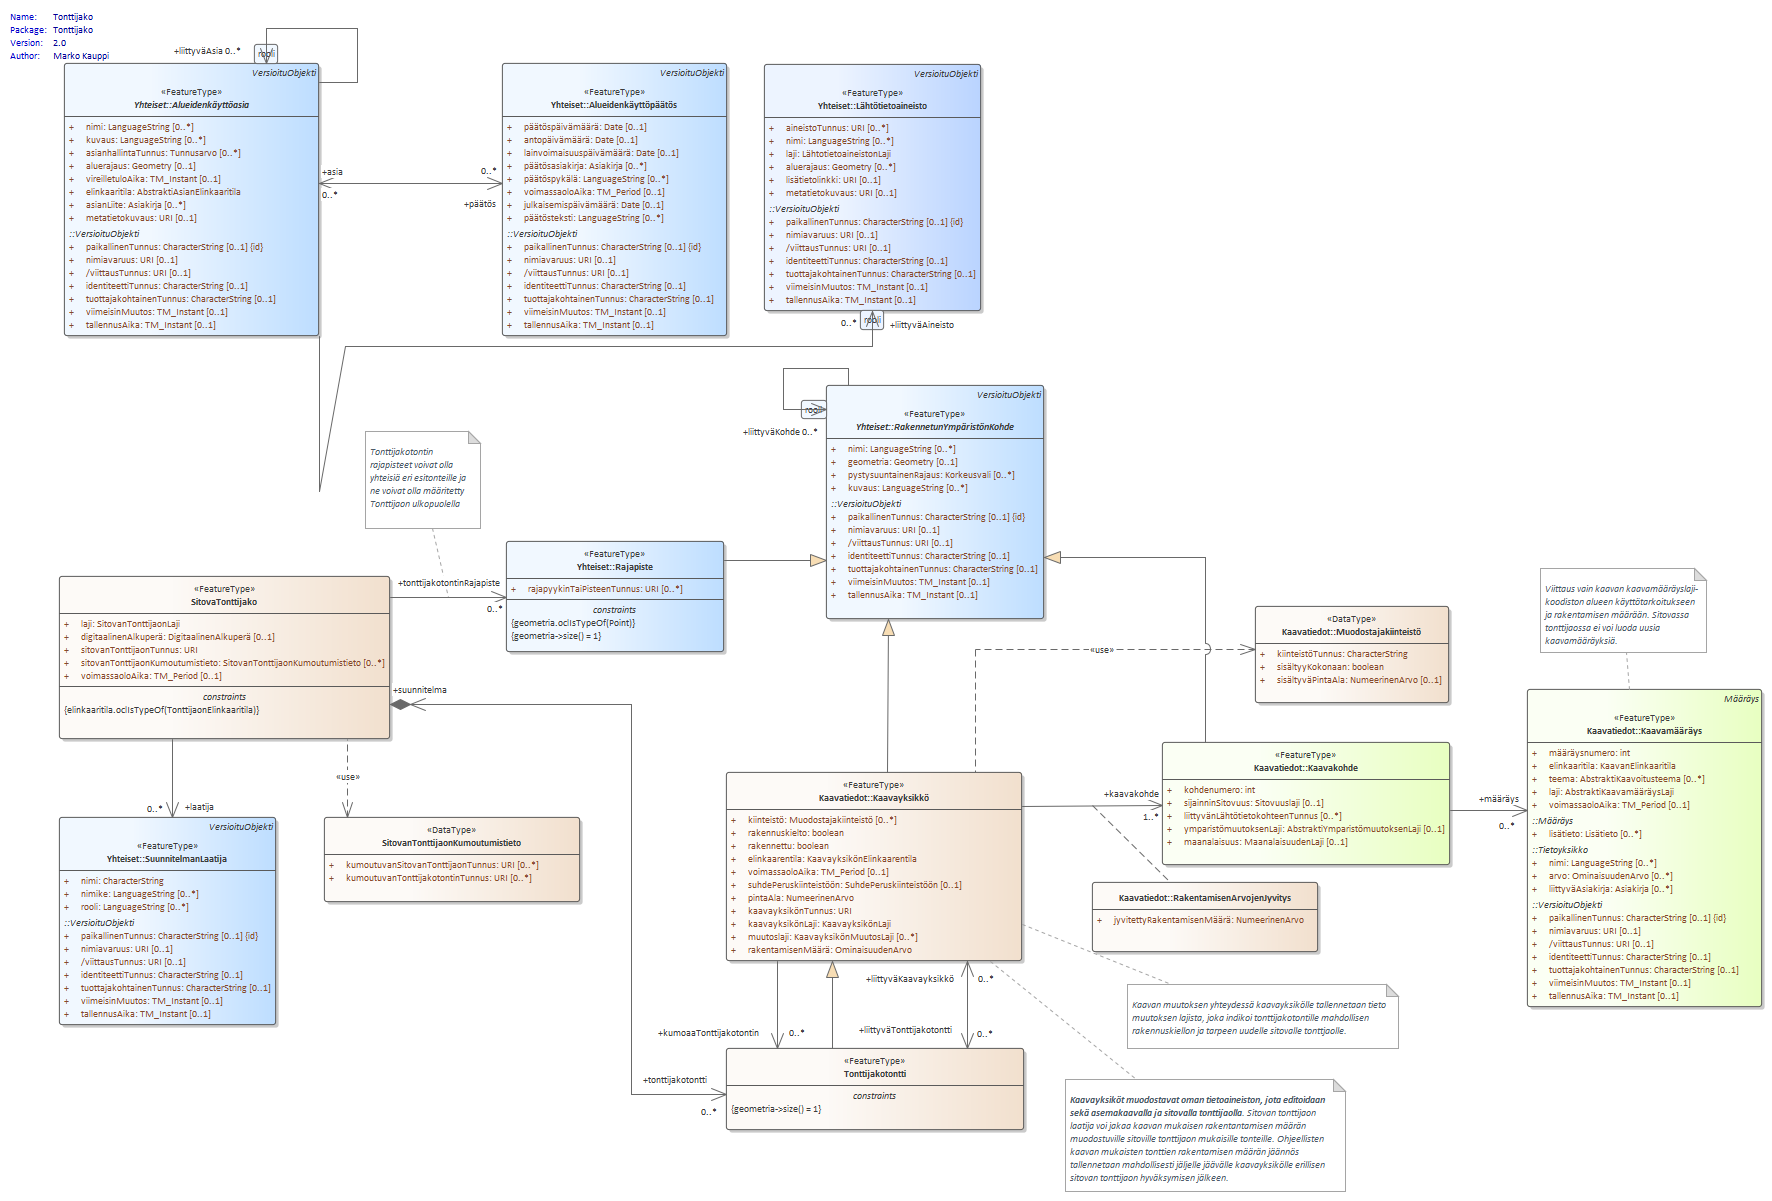 Name: Tonttijako
Package: Tonttijako
Version: 2.0
Author: Marko Kauppi
+liittyväAsia 0..*
rooli
VersioituObjekti
«FeatureType»
Yhteiset::Alueidenkäyttöasia
+ nimi: LanguageString [0..*]
+ kuvaus: LanguageString [0..*]
+ asianhallintaTunnus: Tunnusarvo [0..*]
+ aluerajaus: Geometry [0..1]
+ vireilletuloAika: TM_Instant [0..1]
+ elinkaaritila: AbstraktiAsianElinkaaritila
+ asianLiite: Asiakirja [0..*]
+ metatietokuvaus: URI [0..1]
::VersioituObjekti
+ paikallinenTunnus: CharacterString [0..1] {id}
+ nimiavaruus: URI [0..1]
+ /viittausTunnus: URI [0..1]
+ identiteettiTunnus: CharacterString [0..1]
+ tuottajakohtainenTunnus: CharacterString [0..1]
+ viimeisinMuutos: TM_Instant [0..1]
+ tallennusAika: TM_Instant [0..1]
+asia
0..*
0..*
+päätös
VersioituObjekti
«FeatureType»
Yhteiset::Alueidenkäyttöpäätös
+ päätöspäivämäärä: Date [0..1]
+ antopäivämäärä: Date [0..1]
+ lainvoimaisuuspäivämäärä: Date [0..1]
+ päätösasiakirja: Asiakirja [0..*]
+ päätöspykälä: LanguageString [0..*]
+ voimassaoloAika: TM_Period [0..1]
+ julkaisemispäivämäärä: Date [0..1]
+ päätösteksti: LanguageString [0..*]
::VersioituObjekti
+ paikallinenTunnus: CharacterString [0..1] {id}
+ nimiavaruus: URI [0..1]
+ /viittausTunnus: URI [0..1]
+ identiteettiTunnus: CharacterString [0..1]
+ tuottajakohtainenTunnus: CharacterString [0..1]
+ viimeisinMuutos: TM_Instant [0..1]
+ tallennusAika: TM_Instant [0..1]
VersioituObjekti
«FeatureType»
Yhteiset::Lähtötietoaineisto
+ aineistoTunnus: URI [0..*]
+ nimi: LanguageString [0..*]
+ laji: LähtotietoaineistonLaji
+ aluerajaus: Geometry [0..*]
+ lisätietolinkki: URI [0..1]
+ metatietokuvaus: URI [0..1]
::VersioituObjekti
+ paikallinenTunnus: CharacterString [0..1] {id}
+ nimiavaruus: URI [0..1]
+ /viittausTunnus: URI [0..1]
+ identiteettiTunnus: CharacterString [0..1]
+ tuottajakohtainenTunnus: CharacterString [0..1]
+ viimeisinMuutos: TM_Instant [0..1]
+ tallennusAika: TM_Instant [0..1]
0..*
rooli
+liittyväAineisto
rooli
+liittyväKohde 0..*
VersioituObjekti
«FeatureType»
Yhteiset::RakennetunYmpäristönKohde
+ nimi: LanguageString [0..*]
+ geometria: Geometry [0..1]
+ pystysuuntainenRajaus: Korkeusvali [0..*]
+ kuvaus: LanguageString [0..*]
::VersioituObjekti
+ paikallinenTunnus: CharacterString [0..1] {id}
+ nimiavaruus: URI [0..1]
+ /viittausTunnus: URI [0..1]
+ identiteettiTunnus: CharacterString [0..1]
+ tuottajakohtainenTunnus: CharacterString [0..1]
+ viimeisinMuutos: TM_Instant [0..1]
+ tallennusAika: TM_Instant [0..1]
Tonttijakotontin
rajapisteet voivat olla
yhteisiä eri esitonteille ja
ne voivat olla määritetty
Tonttijaon ulkopuolella
«FeatureType»
Yhteiset::Rajapiste
+ rajapyykinTaiPisteenTunnus: URI [0..*]
constraints
{geometria.oclIsTypeOf(Point)}
{geometria->size() = 1}
+tonttijakotontinRajapiste
0..*
«FeatureType»
SitovaTonttijako
+ laji: SitovanTonttijaonLaji
+ digitaalinenAlkuperä: DigitaalinenAlkuperä [0..1]
+ sitovanTonttijaonTunnus: URI
+ sitovanTonttijaonKumoutumistieto: SitovanTonttijaonKumoutumistieto [0..*]
+ voimassaoloAika: TM_Period [0..1]
constraints
{elinkaaritila.oclIsTypeOf(TonttijaonElinkaaritila)}
+suunnitelma
«use»
0..*
+laatija
VersioituObjekti
«FeatureType»
Yhteiset::SuunnitelmanLaatija
+ nimi: CharacterString
+ nimike: LanguageString [0..*]
+ rooli: LanguageString [0..*]
::VersioituObjekti
+ paikallinenTunnus: CharacterString [0..1] {id}
+ nimiavaruus: URI [0..1]
+ /viittausTunnus: URI [0..1]
+ identiteettiTunnus: CharacterString [0..1]
+ tuottajakohtainenTunnus: CharacterString [0..1]
+ viimeisinMuutos: TM_Instant [0..1]
+ tallennusAika: TM_Instant [0..1]
«DataType»
SitovanTonttijaonKumoutumistieto
+ kumoutuvanSitovanTonttijaonTunnus: URI [0..*]
+ kumoutuvanTonttijakotontinTunnus: URI [0..*]
«FeatureType»
Kaavatiedot::Kaavayksikkö
+ kiinteistö: Muodostajakiinteistö [0..*]
+ rakennuskielto: boolean
+ rakennettu: boolean
+ elinkaarentila: KaavayksikönElinkaarentila
+ voimassaoloAika: TM_Period [0..1]
+ suhdePeruskiinteistöön: SuhdePeruskiinteistöön [0..1]
+ pintaAla: NumeerinenArvo
+ kaavayksikönTunnus: URI
+ kaavayksikönLaji: KaavayksikönLaji
+ muutoslaji: KaavayksikönMuutosLaji [0..*]
+ rakentamisenMäärä: OminaisuudenArvo
«use»
«DataType»
Kaavatiedot::Muodostajakiinteistö
+ kiinteistöTunnus: CharacterString
+ sisältyyKokonaan: boolean
+ sisältyväPintaAla: NumeerinenArvo [0..1]
+kaavakohde
1..*
«FeatureType»
Kaavatiedot::Kaavakohde
+ kohdenumero: int
+ sijainninSitovuus: Sitovuuslaji [0..1]
+ liittyvänLähtötietokohteenTunnus [0..*]
+ ymparistömuutoksenLaji: AbstraktiYmparistömuutoksenLaji [0..1]
+ maanalaisuus: MaanalaisuudenLaji [0..1]
Kaavatiedot::RakentamisenArvojenJyvitys
+ jyvitettyRakentamisenMäärä: NumeerinenArvo
+määräys
0..*
Viittaus vain kaavan kaavamääräyslaji-
koodiston alueen käyttötarkoitukseen
ja rakentamisen määrään. Sitovassa
tonttijaossa ei voi luoda uusia
kaavamääräyksiä.
Määräys
«FeatureType»
Kaavatiedot::Kaavamääräys
+ määräysnumero: int
+ elinkaaritila: KaavanElinkaaritila
+ teema: AbstraktiKaavoitusteema [0..*]
+ laji: AbstraktiKaavamääräysLaji
+ voimassaoloAika: TM_Period [0..1]
::Määräys
+ lisätieto: Lisätieto [0..*]
::Tietoyksikko
+ nimi: LanguageString [0..*]
+ arvo: OminaisuudenArvo [0..*]
+ liittyväAsiakirja: Asiakirja [0..*]
::VersioituObjekti
+ paikallinenTunnus: CharacterString [0..1] {id}
+ nimiavaruus: URI [0..1]
+ /viittausTunnus: URI [0..1]
+ identiteettiTunnus: CharacterString [0..1]
+ tuottajakohtainenTunnus: CharacterString [0..1]
+ viimeisinMuutos: TM_Instant [0..1]
+ tallennusAika: TM_Instant [0..1]
+liittyväKaavayksikkö
0..*
+kumoaaTonttijakotontin
0..*
+liittyväTonttijakotontti
0..*
+tonttijakotontti
0..*
«FeatureType»
Tonttijakotontti
constraints
{geometria->size() = 1}
Kaavan muutoksen yhteydessä kaavayksikölle tallennetaan tieto
muutoksen lajista, joka indikoi tonttijakotontille mahdollisen
rakennuskiellon ja tarpeen uudelle sitovalle tonttjaolle.
Kaavayksiköt muodostavat oman tietoaineiston, jota editoidaan
sekä asemakaavalla ja sitovalla tonttijaolla. Sitovan tonttijaon
laatija voi jakaa kaavan mukaisen rakentantamisen määrän
muodostuville sitoville tonttijaon mukaisille tonteille. Ohjeellisten
kaavan mukaisten tonttien rakentamisen määrän jäännös
tallennetaan mahdollisesti jäljelle jäävälle kaavayksikölle erillisen
sitovan tonttijaon hyväksymisen jälkeen.